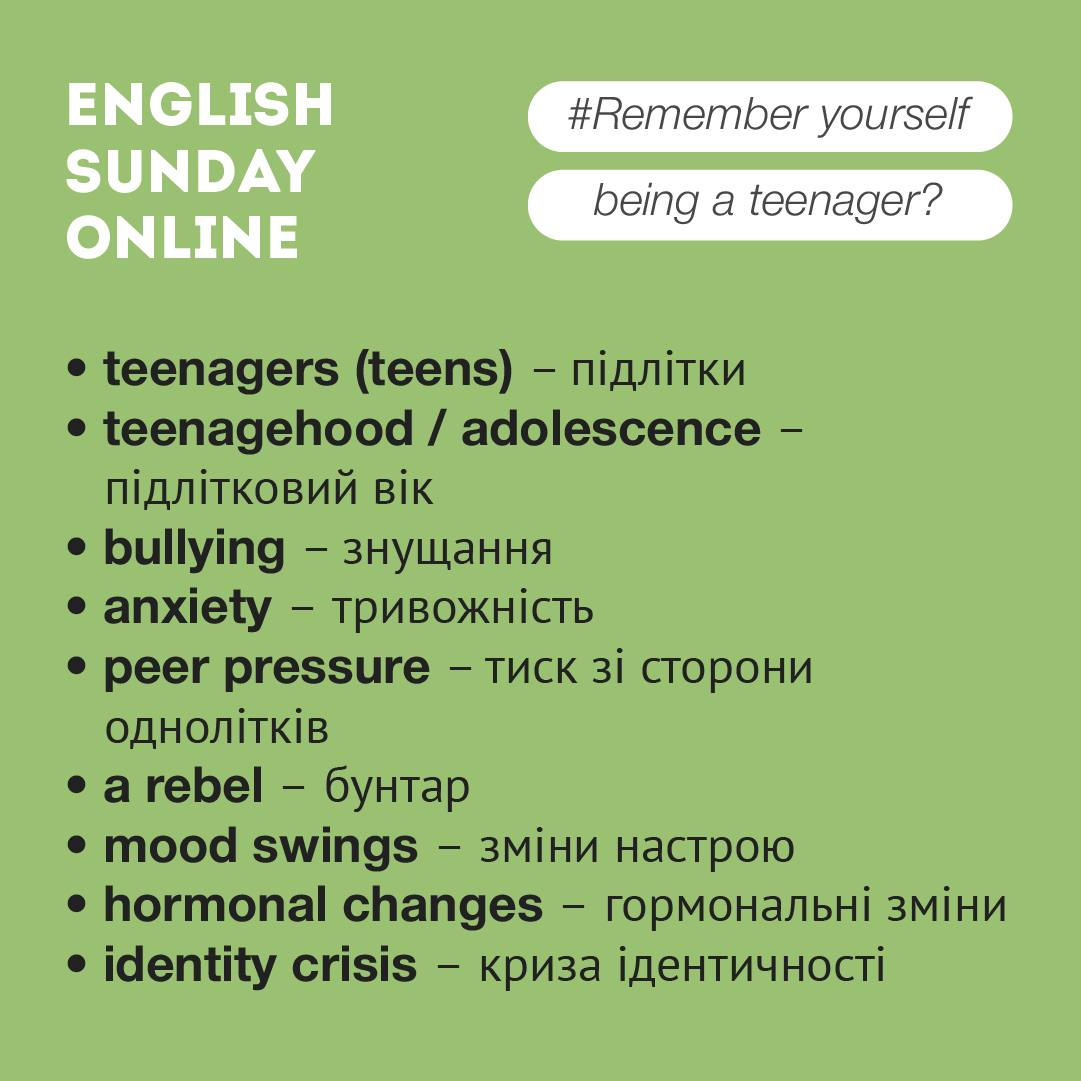 ENGLISH
SUNDAY
ONLINE
#Remember yourself
being a teenager?
• teenagers (teens) – підлітки
• teenagehood / adolescence –
підлітковий вік
• bullying – знущання
• anxiety – тривожність
• peer pressure – тиск зі сторони
однолітків
• a rebel – бунтар
• mood swings – зміни настрою
• hormonal changes – гормональні зміни
• identity crisis – криза ідентичності